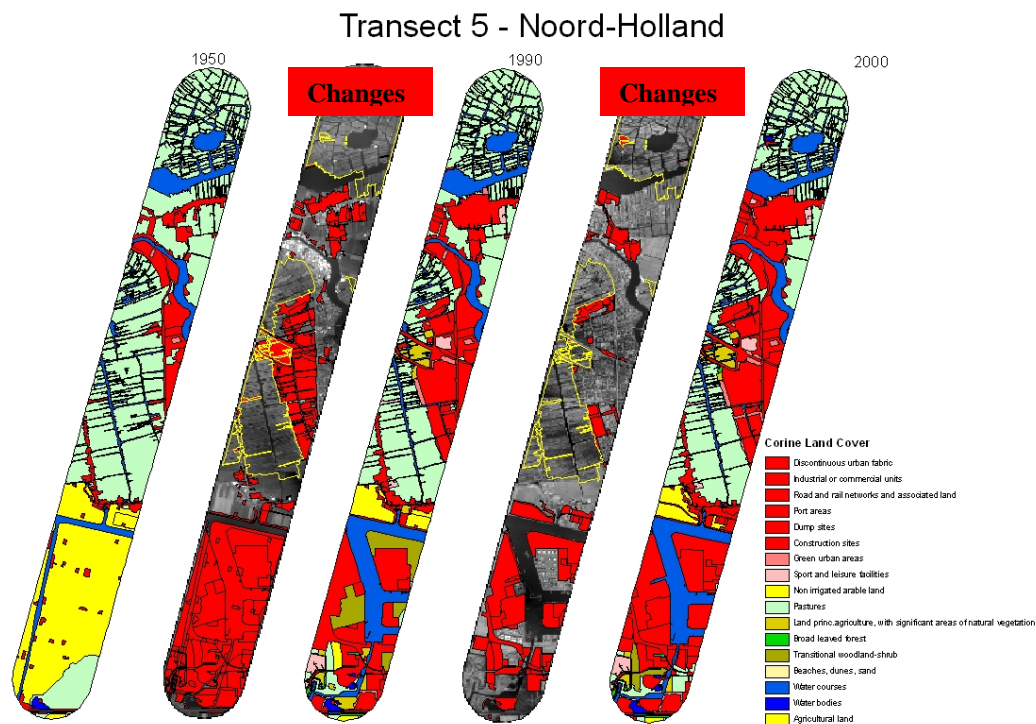 Transect 5 - Noord-Holland
1950
1990
2000
Changes
Changes
Corine Land Cover
Discontinuous urban fabric
Industrial or commercial units
Road and rail networks and associated land
Port areas
Dump sites
Construction sites
Green urban areas
Sport and leisure facilities
Non irrigated arable land
Pastures
Land princ.agriculture, with significant areas of natural vegetation
Broad leaved forest
Transitional woodland-shrub
Beaches, dunes, sand
Water courses
Water bodies
Agricultural land